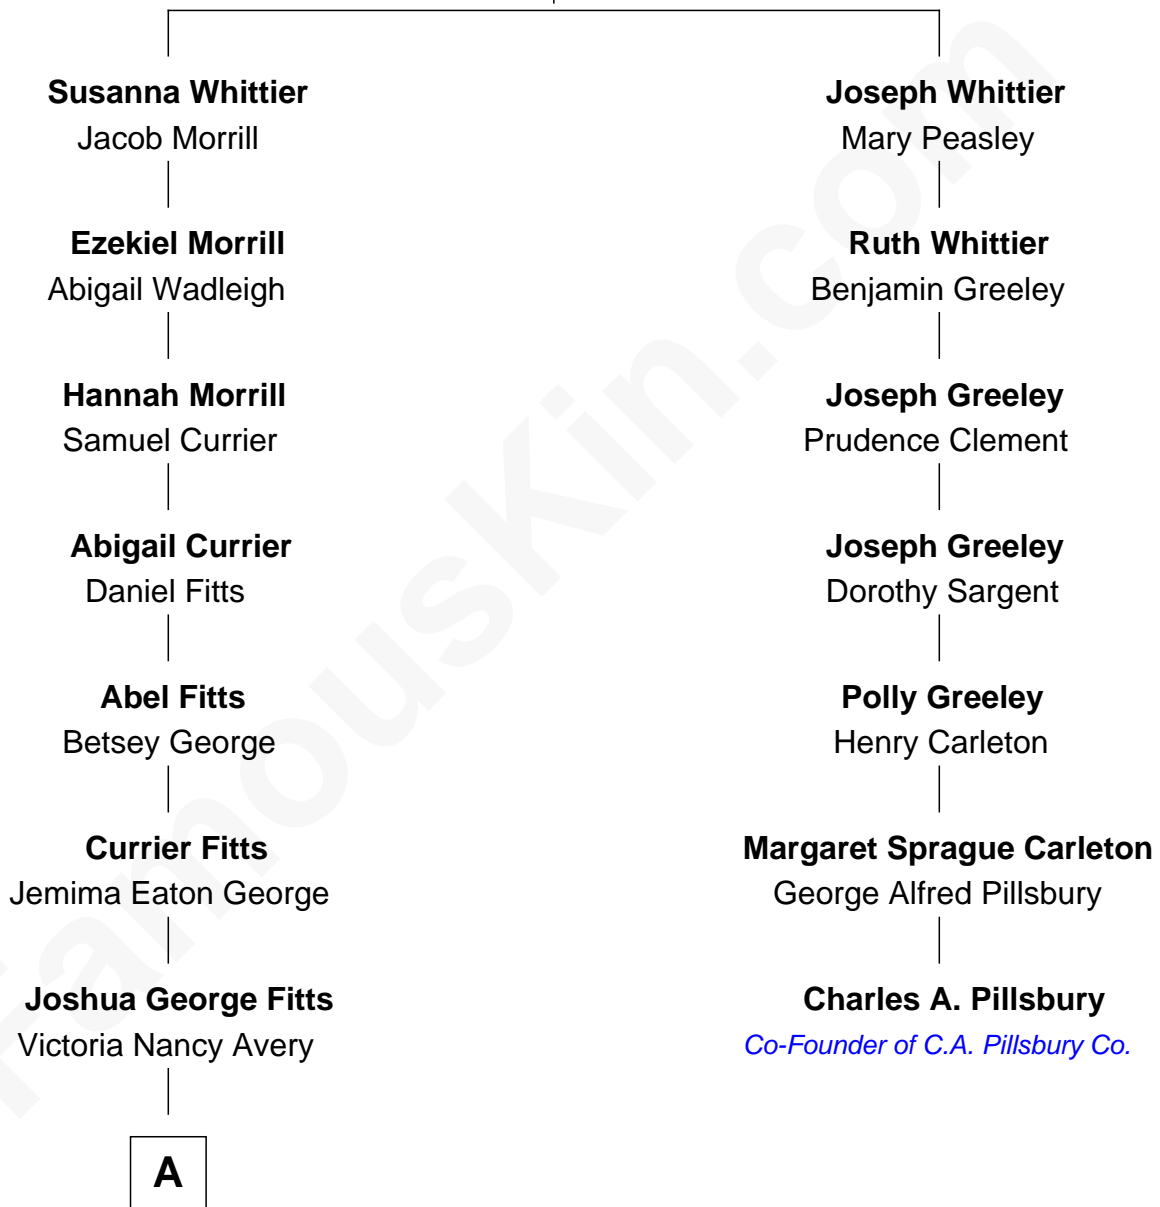 Susanna Whittier
Jacob Morrill
Joseph Whittier
Mary Peasley
Ezekiel Morrill
Abigail Wadleigh
Ruth Whittier
Benjamin Greeley
Hannah Morrill
Samuel Currier
Joseph Greeley
Prudence Clement
Abigail Currier
Daniel Fitts
Joseph Greeley
Dorothy Sargent
Abel Fitts
Betsey George
Polly Greeley
Henry Carleton
Currier Fitts
Jemima Eaton George
Margaret Sprague Carleton
George Alfred Pillsbury
Joshua George Fitts
Victoria Nancy Avery
Charles A. Pillsbury
Co-Founder of C.A. Pillsbury Co.
A
FamousKin.com